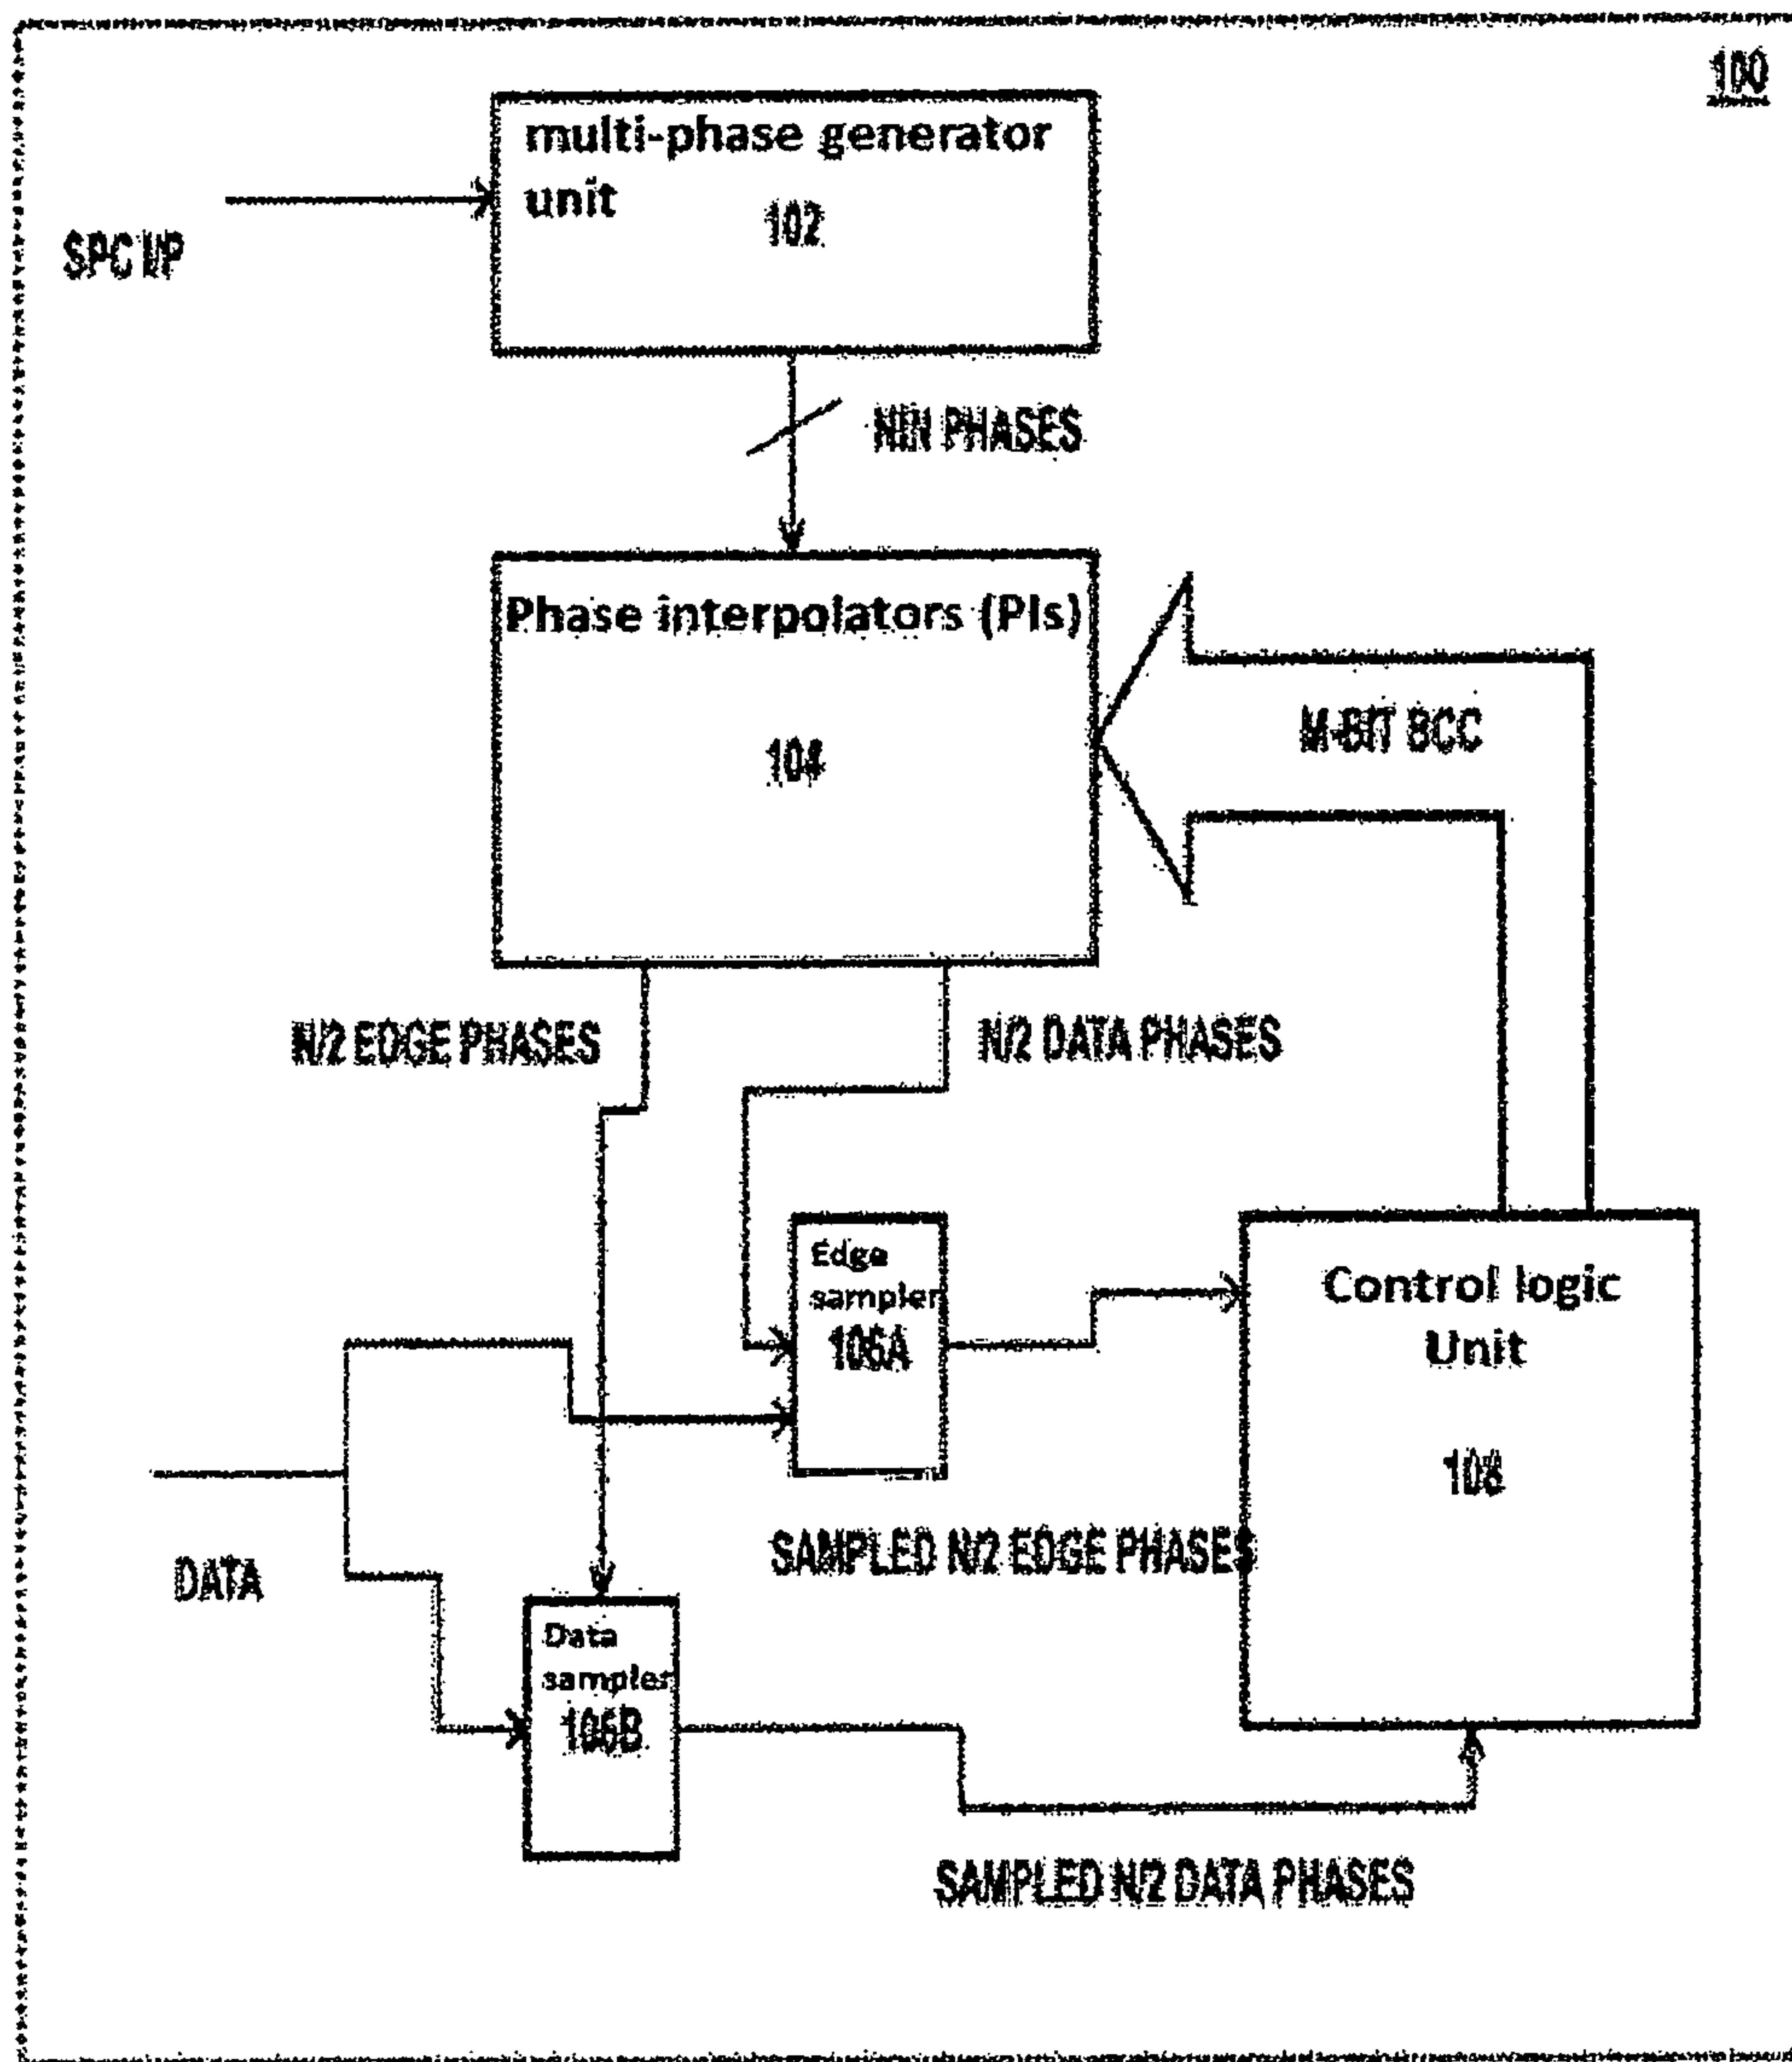 100
multi-phase generator
unit
102
SPC I/P
NIN PHASES
Phase interpolators (PIs)
104
M-BIT BCC
N/2 EDGE PHASES
N/2 DATA PHASES
Edge
sampler
106A
Control logic
Unit
108
SAMPLED N/2 EDGE PHASES
DATA
Data
sampler
106B
SAMPLED N/2 DATA PHASES